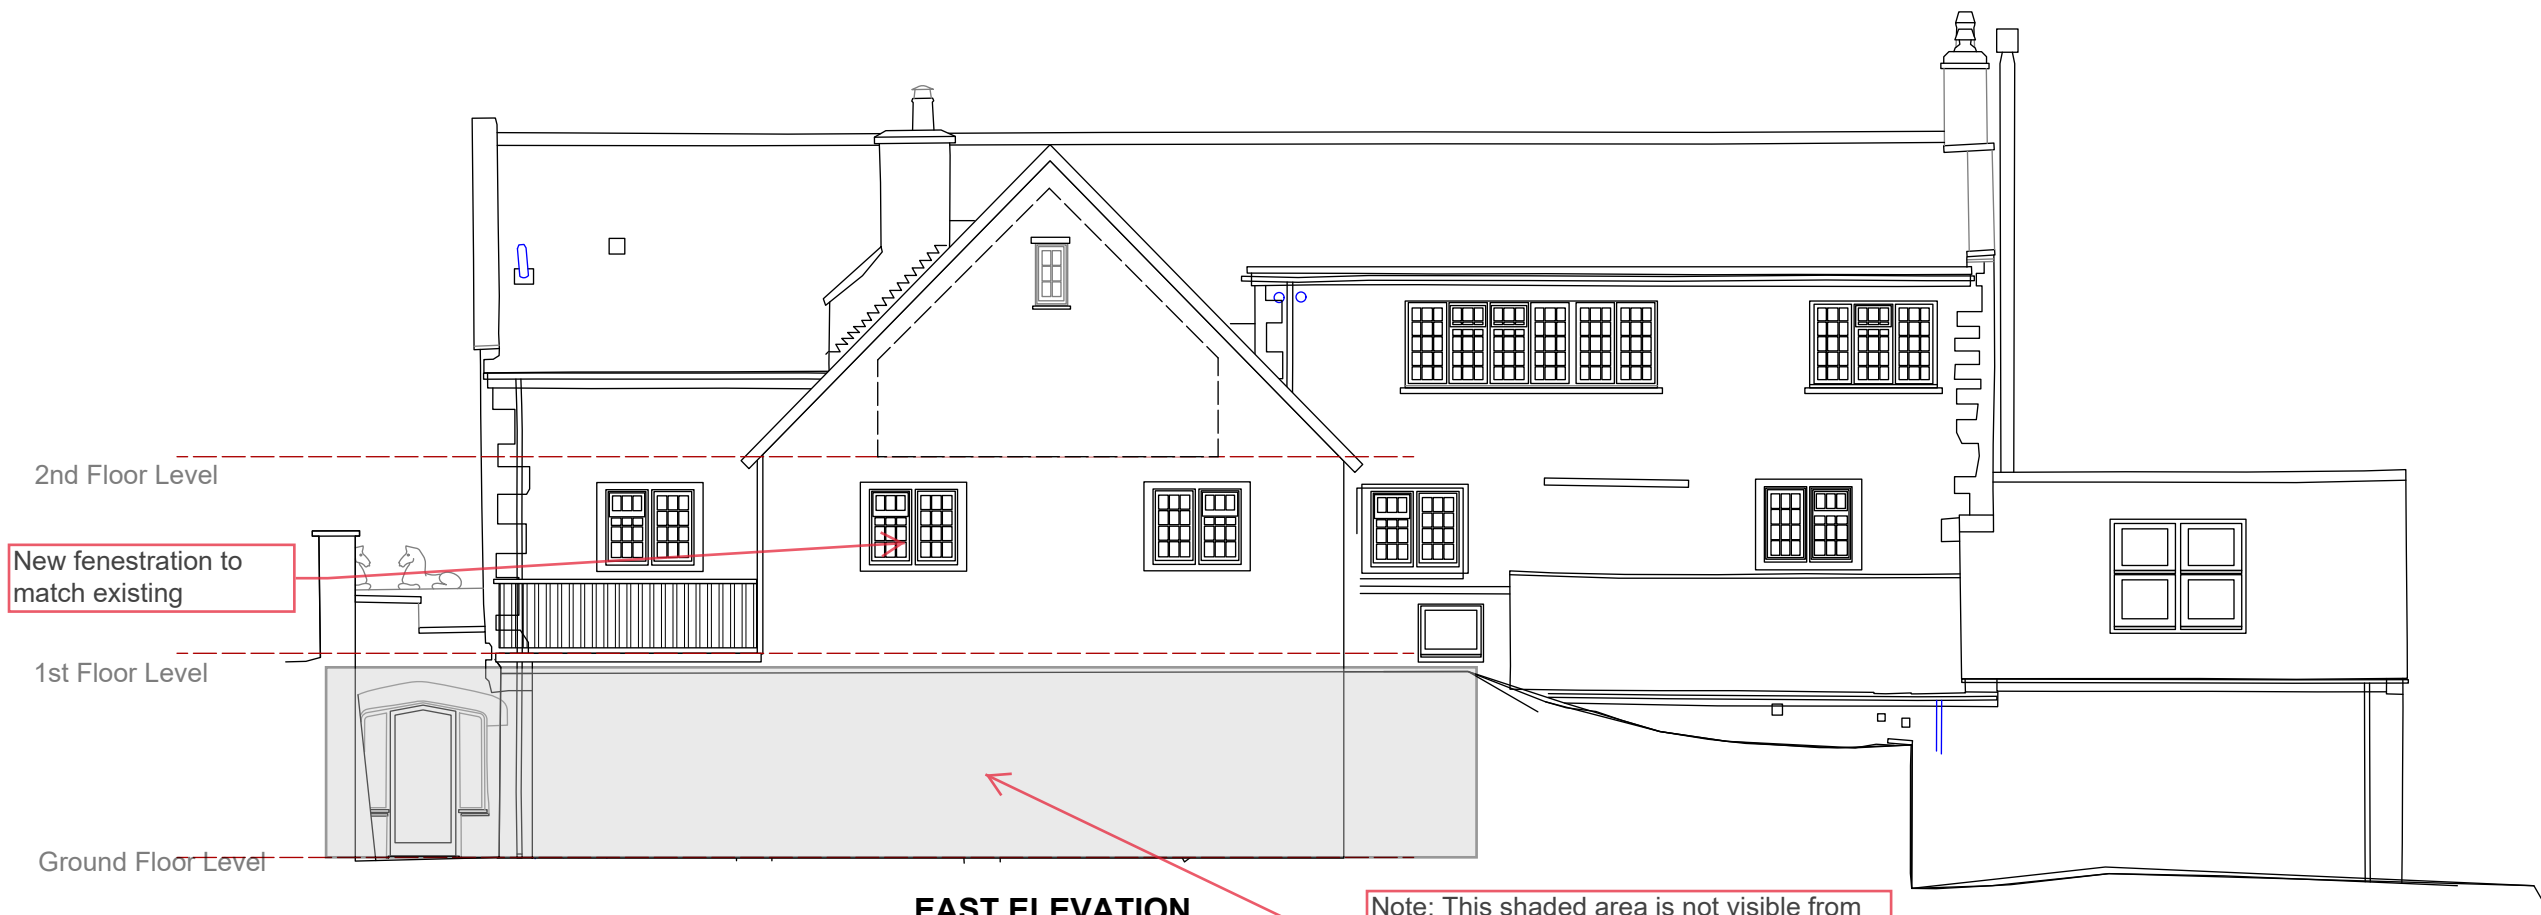 2nd Floor Level
New fenestration to
match existing
1st Floor Level
Ground Floor Level
EAST ELEVATION
Note: This shaded area is not visible from